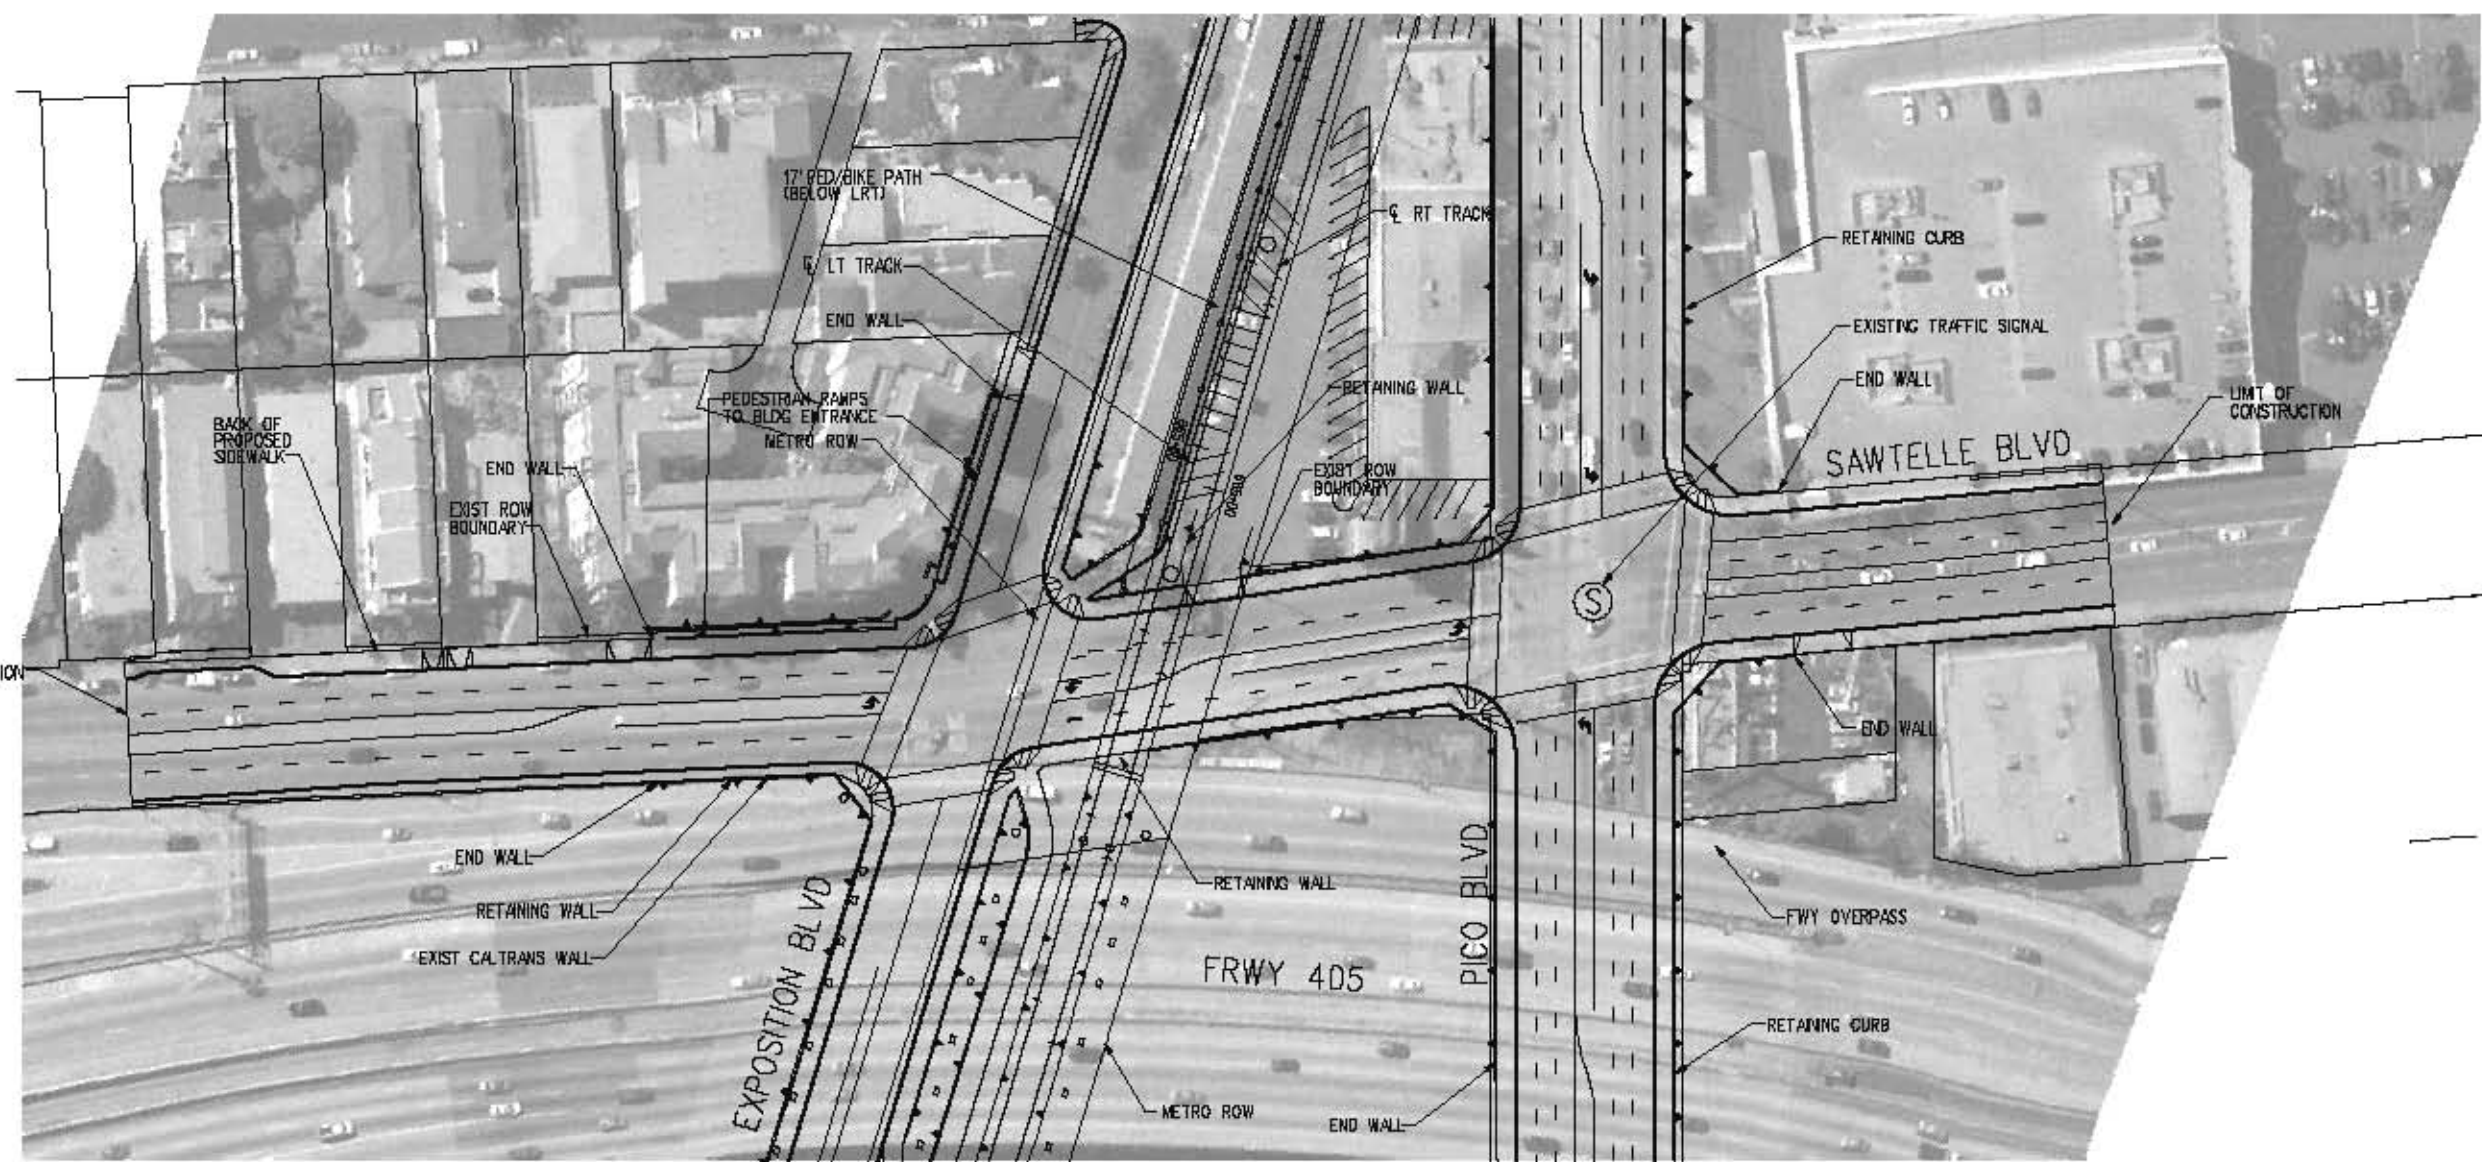 17' PED/BIKE PATH
(BELOW LRT)
℄ RT TRACK
RETAINING CURB
℄ LT TRACK
END WALL
EXISTING TRAFFIC SIGNAL
END WALL
RETAINING WALL
LIMIT OF
CONSTRUCTION
PEDESTRIAN RAMPS
TO BLDG ENTRANCE
METRO ROW
BACK OF
PROPOSED
SIDEWALK
END WALL
EXIST ROW
BOUNDARY
SAWTELLE BLVD
EXIST ROW
BOUNDARY
S
ION
END WALL
END WALL
RETAINING WALL
EXIST CALTRANS WALL
EXPOSITION BLVD
RETAINING WALL
PICO BLVD
FWY OVERPASS
FRWY 405
RETAINING CURB
METRO ROW
END WALL